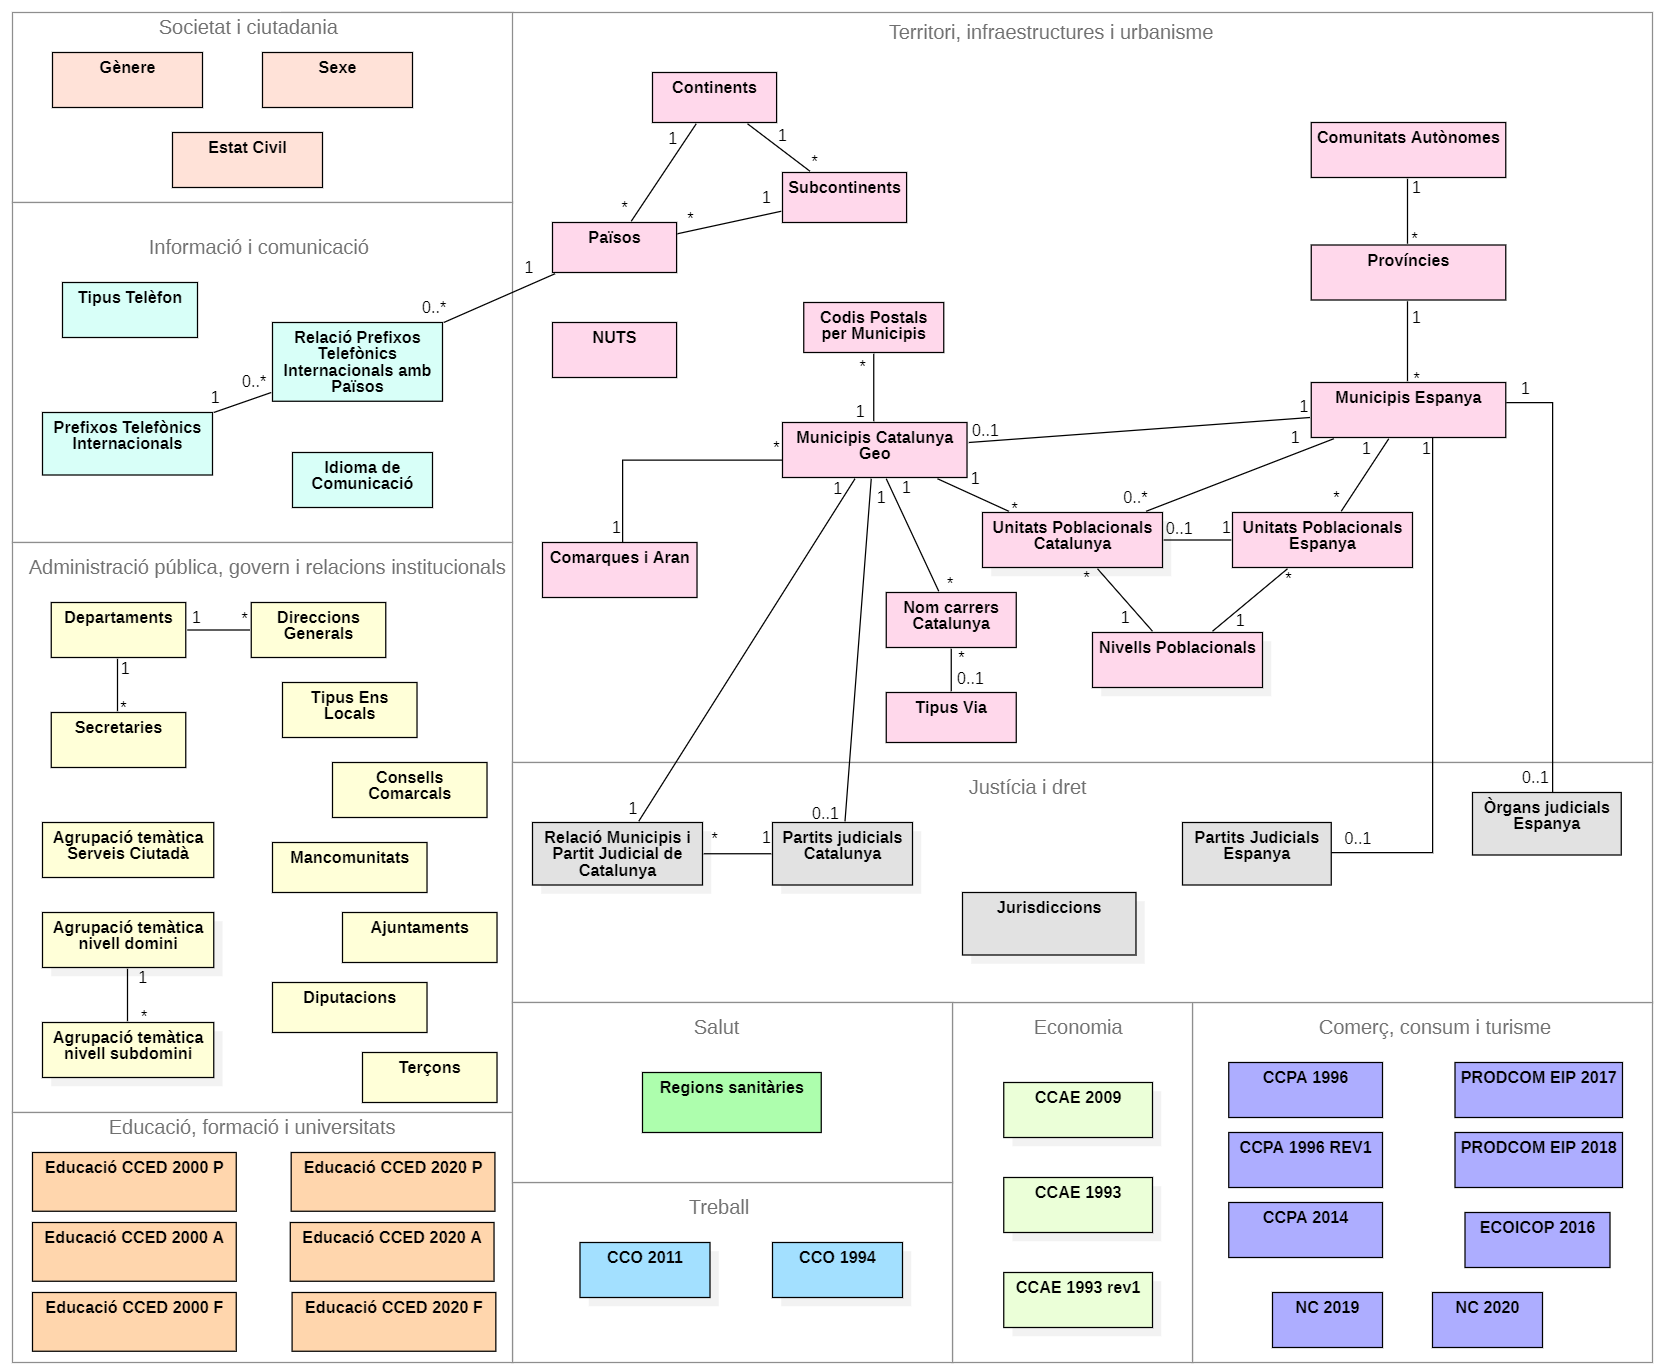 Societat i ciutadania
Gènere
Sexe
Estat Civil
Informació i comunicació
Tipus Telèfon
Relació Prefixos
Telefònics
Internacionals amb
Països
1
0..*
1
0..*
Prefixos Telefònics
Internacionals
Idioma de
Comunicació
Administració pública, govern i relacions institucionals
Departaments
1
*
Direccions
Generals
1
*
Secretaries
Tipus Ens
Locals
Consells
Comarcals
Agrupació temàtica
Serveis Ciutadà
Mancomunitats
Agrupació temàtica
nivell domini
Ajuntaments
1
*
Diputacions
Agrupació temàtica
nivell subdomini
Terçons
Educació, formació i universitats
Educació CCED 2000 P
Educació CCED 2020 P
Educació CCED 2000 A
Educació CCED 2020 A
Educació CCED 2000 F
Educació CCED 2020 F
Territori, infraestructures i urbanisme
Continents
1
1
*
*
Subcontinents
1
*
Països
NUTS
Comunitats Autònomes
1
*
Províncies
1
*
Codis Postals
per Municipis
*
1
Municipis Espanya
1
1
1
1
1
Municipis Catalunya
Geo
0..1
*
1
1
1
1
1
Comarques i Aran
0..*
*
*
Unitats Poblacionals
Catalunya
0..1
1
Unitats Poblacionals
Espanya
*
*
1
1
Nivells Poblacionals
*
Nom carrers
Catalunya
*
0..1
Tipus Via
Justícia i dret
1
0..1
0..1
0..1
Relació Municipis i
Partit Judicial de
Catalunya
*
1
Partits judicials
Catalunya
Partits Judicials
Espanya
Òrgans judicials
Espanya
Jurisdiccions
Salut
Regions sanitàries
Treball
CCO 2011
CCO 1994
Economia
CCAE 2009
CCAE 1993
CCAE 1993 rev1
Comerç, consum i turisme
CCPA 1996
PRODCOM EIP 2017
CCPA 1996 REV1
PRODCOM EIP 2018
CCPA 2014
ECOICOP 2016
NC 2019
NC 2020